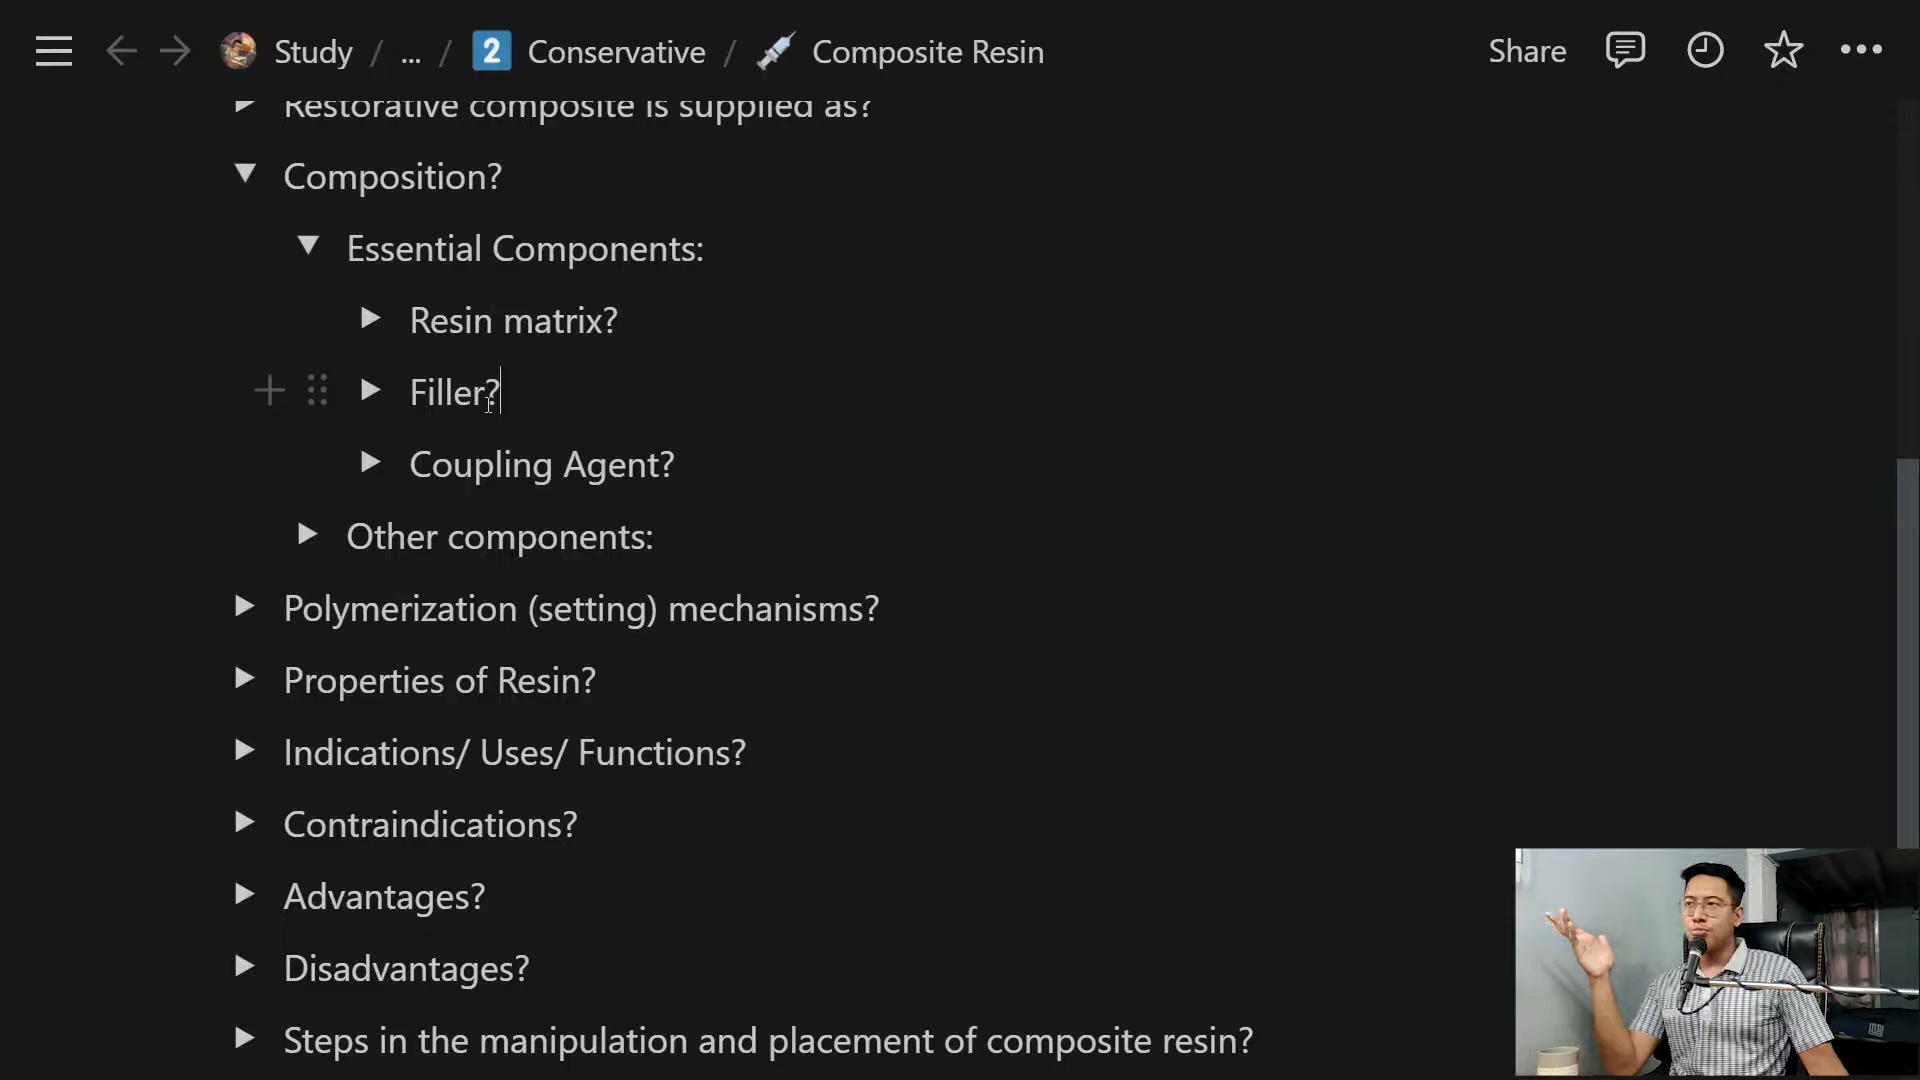 Study / ... / 2 Conservative / Composite Resin
Share
Restorative composite is supplied as?
Composition?
Essential Components:
Resin matrix?
Filler?
Coupling Agent?
Other components:
Polymerization (setting) mechanisms?
Properties of Resin?
Indications/ Uses/ Functions?
Contraindications?
Advantages?
Disadvantages?
Steps in the manipulation and placement of composite resin?